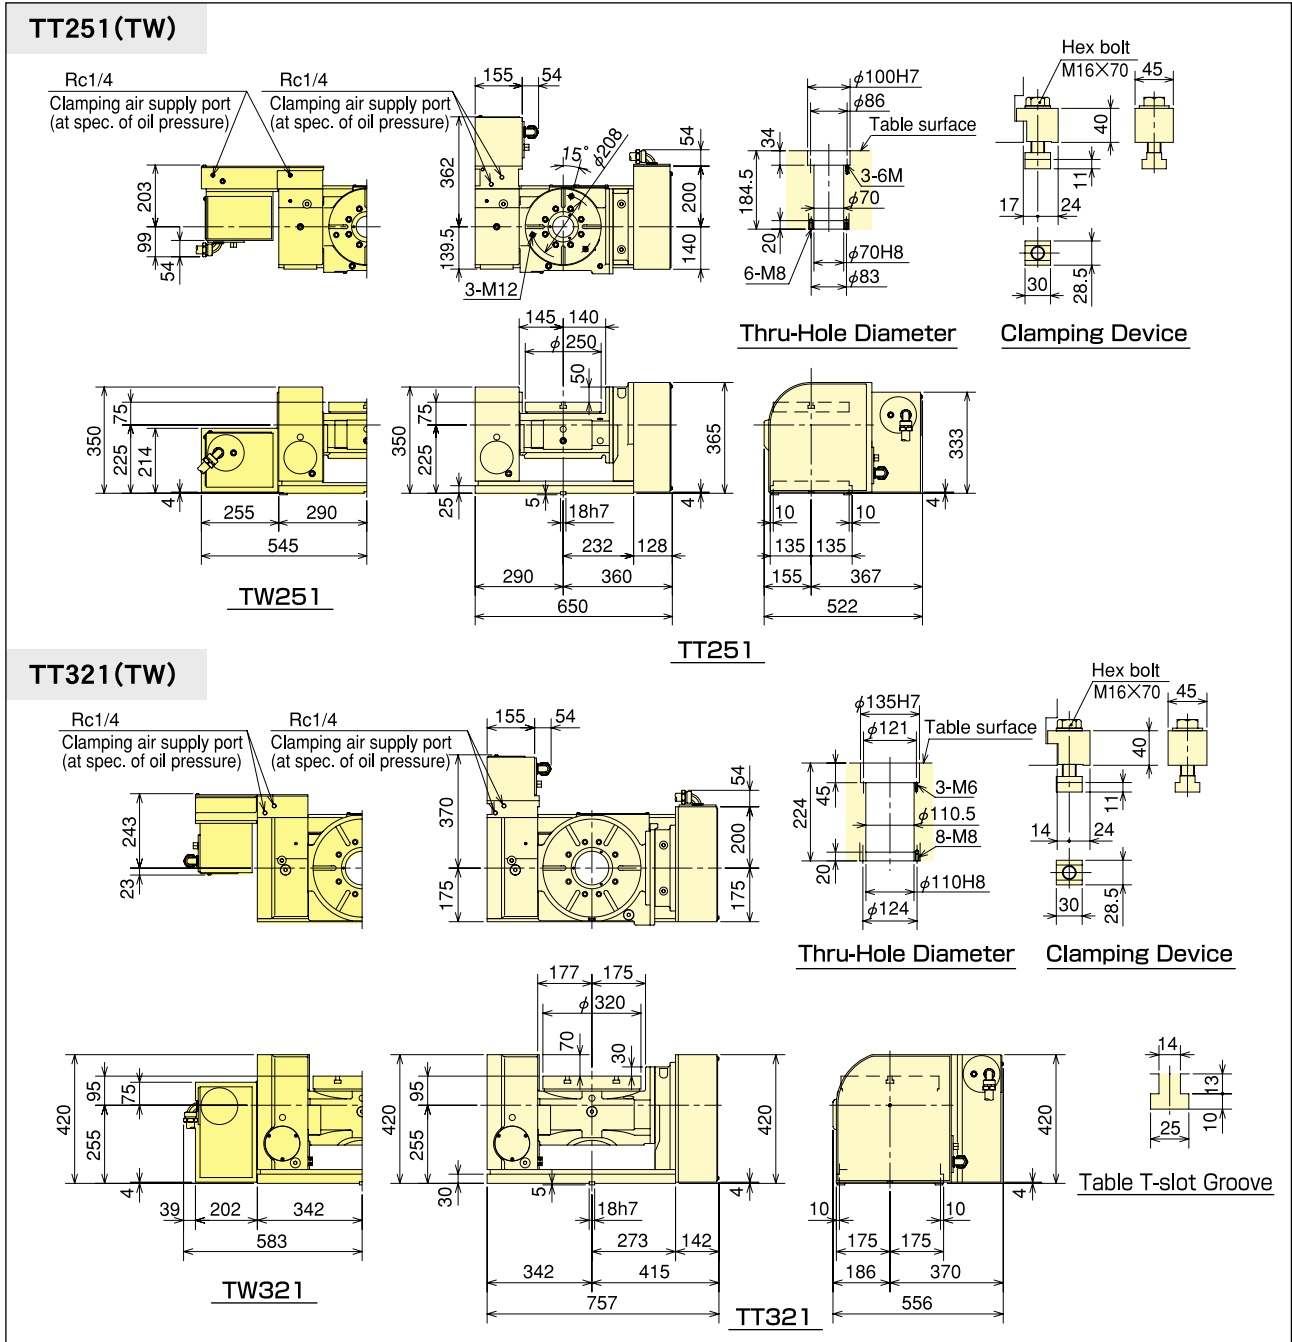 TT251(TW)
Rc1/4
Clamping air supply port
(at spec. of oil pressure)
Rc1/4
Clamping air supply port
(at spec. of oil pressure)
203
99
54
155
54
362
139.5
15°
φ208
3-M12
54
200
140
φ100H7
φ86
34
184.5
20
Table surface
3-6M
φ70
6-M8
φ70H8
φ83
Thru-Hole Diameter
Hex bolt
M16×70
45
40
11
17
24
30
28.5
Clamping Device
350
75
225
214
4
255
290
545
TW251
145
140
φ250
50
350
75
225
25
5
18h7
365
4
232
128
290
360
650
TT251
333
4
10
10
135
135
155
367
522
TT321(TW)
Rc1/4
Clamping air supply port
(at spec. of oil pressure)
Rc1/4
Clamping air supply port
(at spec. of oil pressure)
243
23
155
54
370
175
54
200
175
φ135H7
φ121
Table surface
224
45
20
3-M6
φ110.5
8-M8
φ110H8
φ124
Thru-Hole Diameter
Hex bolt
M16×70
45
40
11
14
24
30
28.5
Clamping Device
420
95
75
255
4
39
202
342
583
TW321
177
175
φ320
70
30
420
95
255
30
5
18h7
420
4
273
142
342
415
757
TT321
420
4
10
10
175
175
186
370
556
14
13
10
25
Table T-slot Groove